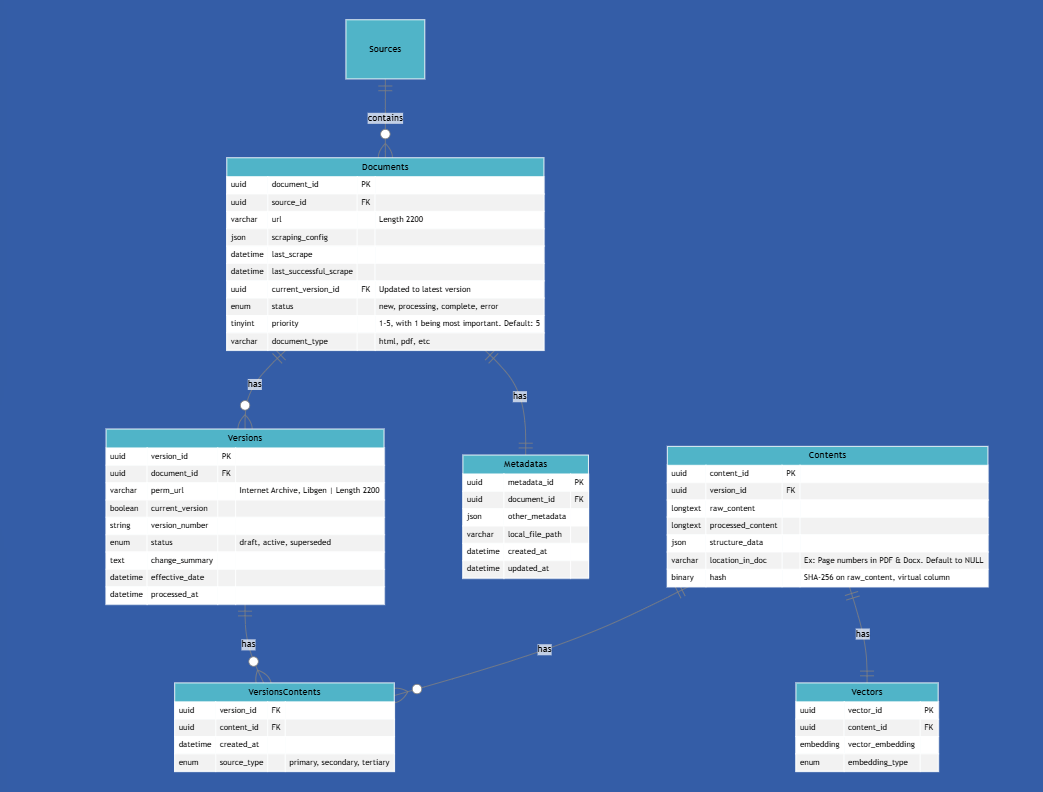 Sources
contains
Documents
uuid document_id PK
uuid source_id FK
varchar url Length 2200
json scraping_config
datetime last_scrape
datetime last_successful_scrape
uuid current_version_id FK Updated to latest version
enum status new, processing, complete, error
tinyint priority 1-5, with 1 being most important. Default: 5
varchar document_type html, pdf, etc
has
has
Versions
uuid version_id PK
uuid document_id FK
varchar perm_url Internet Archive, Libgen | Length 2200
boolean current_version
string version_number
enum status draft, active, superseded
text change_summary
datetime effective_date
datetime processed_at
Metadatas
uuid metadata_id PK
uuid document_id FK
json other_metadata
varchar local_file_path
datetime created_at
datetime updated_at
Contents
uuid content_id PK
uuid version_id FK
longtext raw_content
longtext processed_content
json structure_data
varchar location_in_doc Ex: Page numbers in PDF & Docx. Default to NULL
binary hash SHA-256 on raw_content, virtual column
has
has
has
VersionsContents
uuid version_id FK
uuid content_id FK
datetime created_at
enum source_type primary, secondary, tertiary
Vectors
uuid vector_id PK
uuid content_id FK
embedding vector_embedding
enum embedding_type